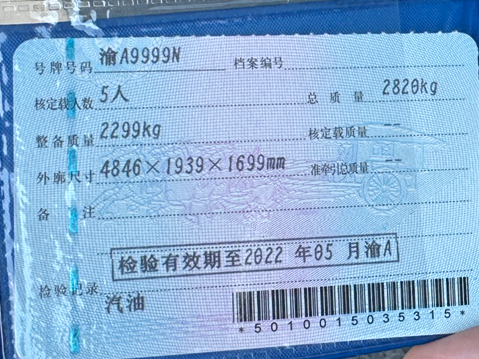 号牌号码 渝A9999N 档案编号
核定载人数 5人 总质量 2820kg
整备质量 2299kg 核定载质量 --
外廓尺寸 4846×1939×1699mm 准牵引总质量 --
备注
检验有效期至2022 年05 月渝A
检验记录
汽油
*5010015035315*